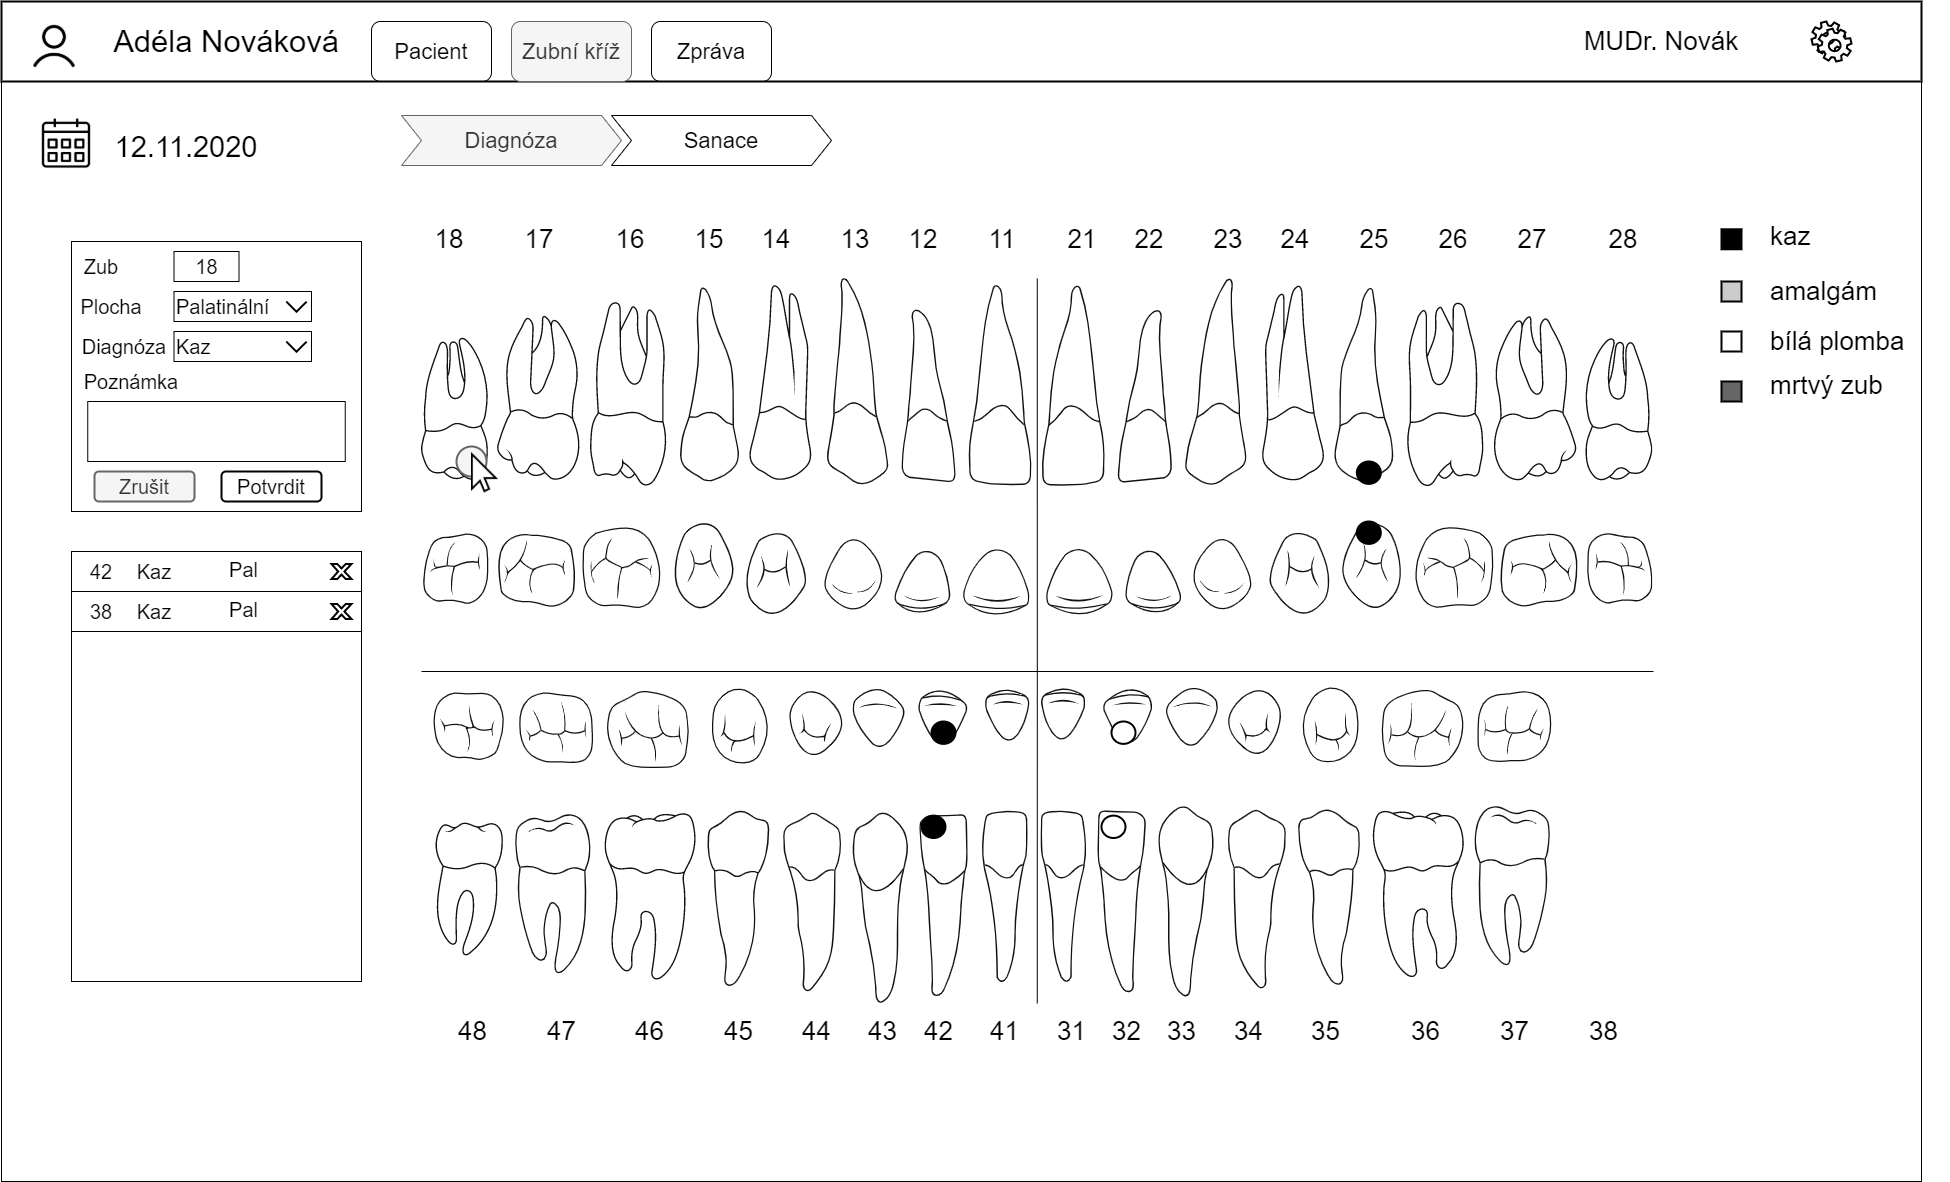 Adéla Nováková Pacient Zubní kříž Zpráva MUDr. Novák
12.11.2020 Diagnóza Sanace
18 17 16 15 14 13 12 11 21 22 23 24 25 26 27 28
kaz
amalgám
bílá plomba
mrtvý zub
Zub 18
Plocha Palatinální
Diagnóza Kaz
Poznámka
Zrušit Potvrdit
42 Kaz Pal X
38 Kaz Pal X
48 47 46 45 44 43 42 41 31 32 33 34 35 36 37 38